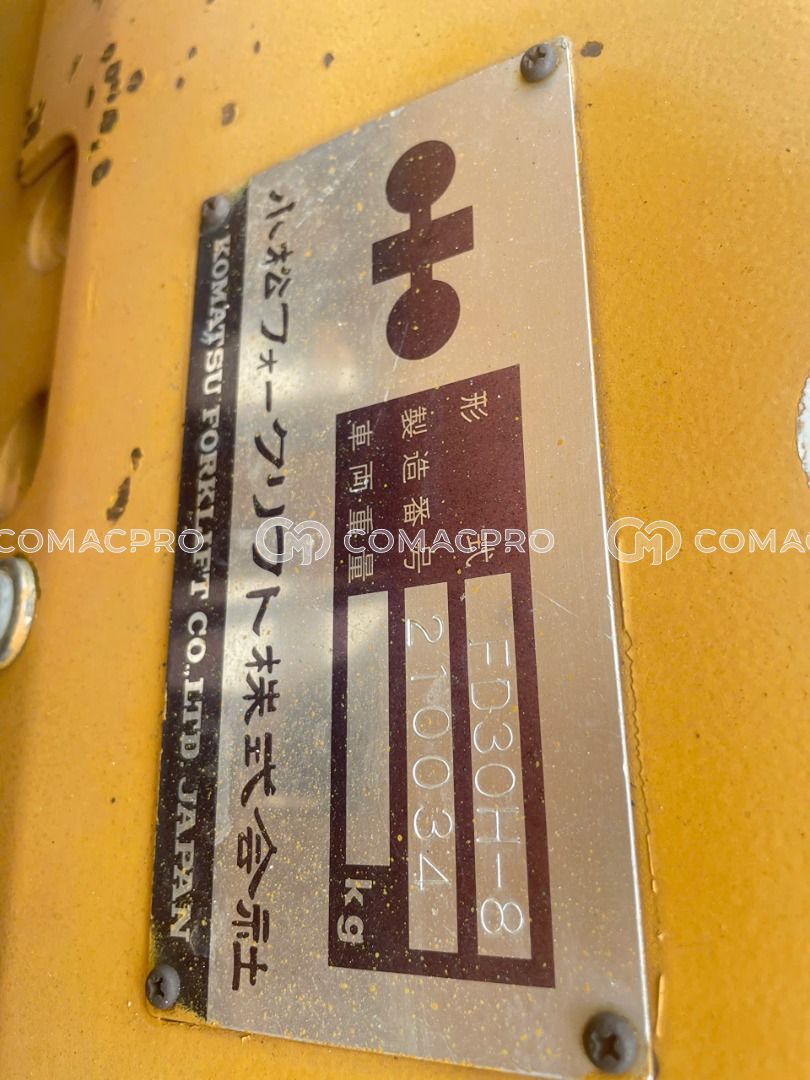 形式 FD30H-8
製造番号 210034
車両重量 kg
小松フォークリフト株式会社
KOMATSU FORKLIFT CO.,LTD JAPAN
COMACPRO COMACPRO COMAC